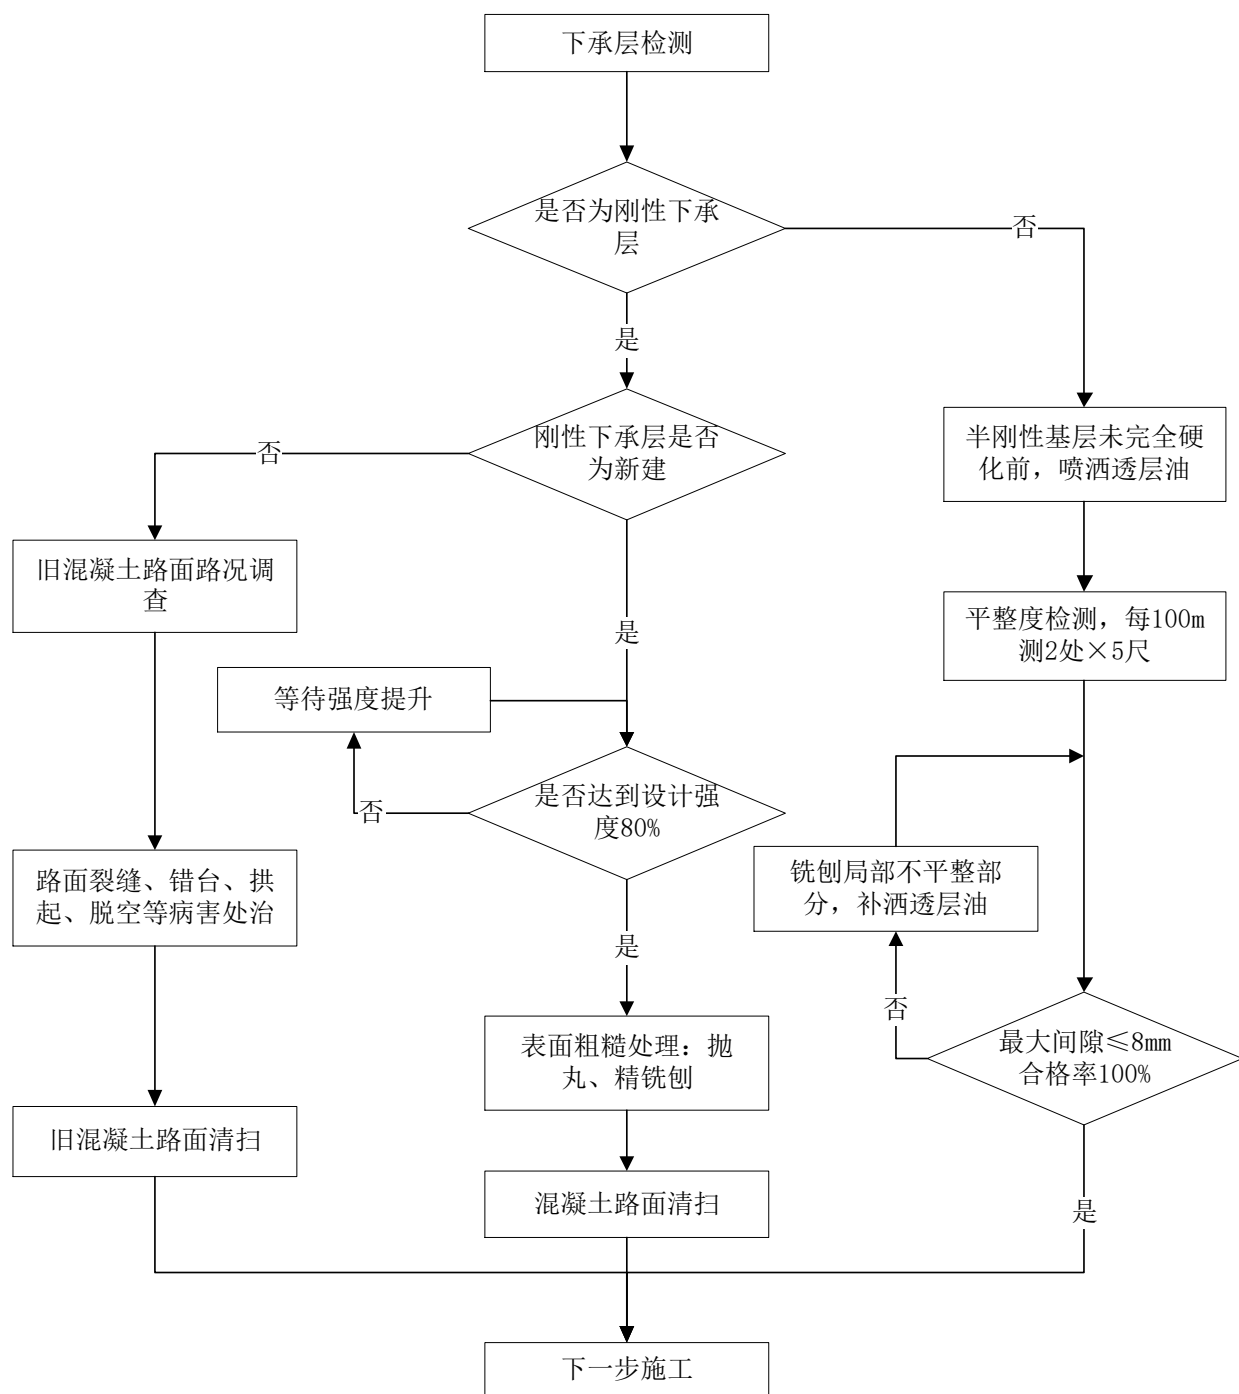 下承层检测
是否为刚性下承
层
否
是
刚性下承层是否
为新建
否
半刚性基层未完全硬
化前，喷洒透层油
旧混凝土路面路况调
查
是
平整度检测，每100m
测2处×5尺
等待强度提升
是否达到设计强
度80%
否
路面裂缝、错台、拱
起、脱空等病害处治
铣刨局部不平整部
分，补洒透层油
是
否
表面粗糙处理：抛
丸、精铣刨
最大间隙≤8mm
合格率100%
旧混凝土路面清扫
混凝土路面清扫
是
下一步施工